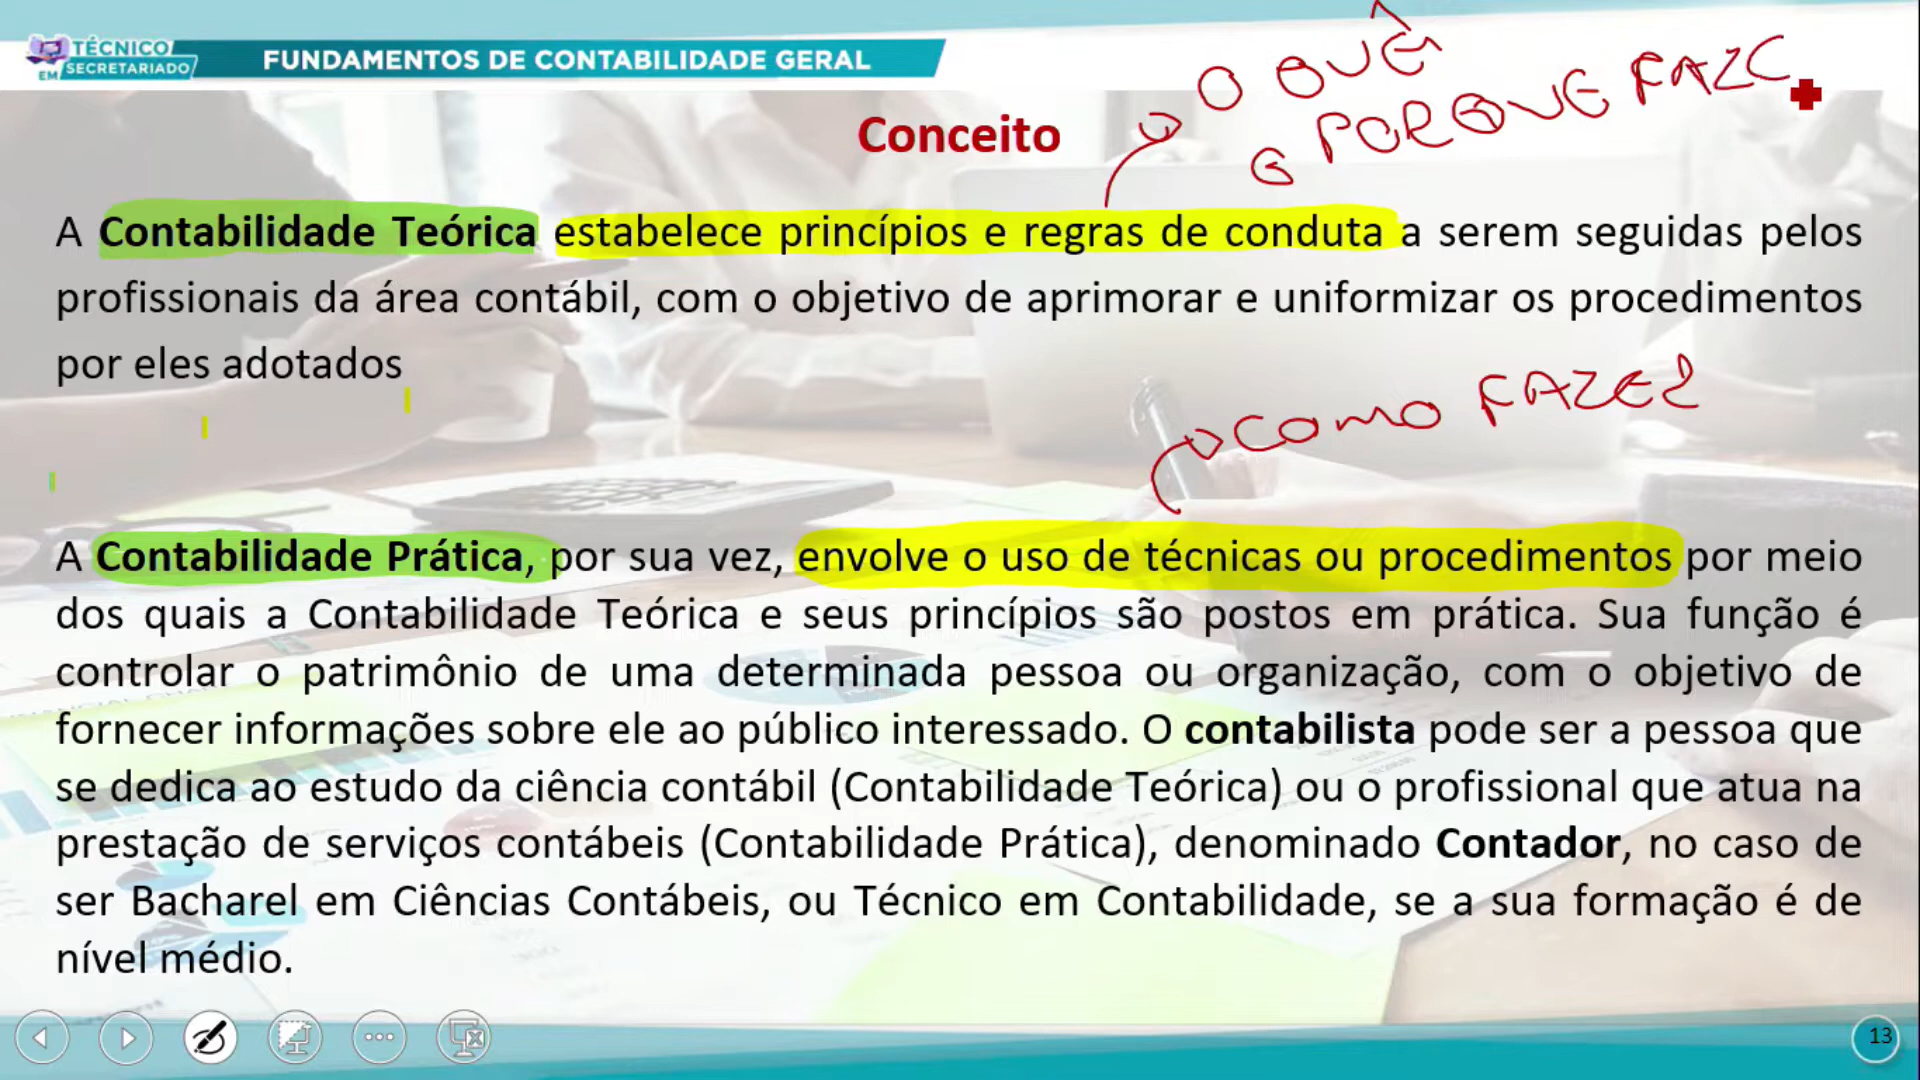 TÉCNICO
EM SECRETARIADO
FUNDAMENTOS DE CONTABILIDADE GERAL
O QUÊ
E PORQUE FAZE
Conceito
A Contabilidade Teórica estabelece princípios e regras de conduta a serem seguidas pelos
profissionais da área contábil, com o objetivo de aprimorar e uniformizar os procedimentos
por eles adotados
COMO FAZER
A Contabilidade Prática, por sua vez, envolve o uso de técnicas ou procedimentos por meio
dos quais a Contabilidade Teórica e seus princípios são postos em prática. Sua função é
controlar o patrimônio de uma determinada pessoa ou organização, com o objetivo de
fornecer informações sobre ele ao público interessado. O contabilista pode ser a pessoa que
se dedica ao estudo da ciência contábil (Contabilidade Teórica) ou o profissional que atua na
prestação de serviços contábeis (Contabilidade Prática), denominado Contador, no caso de
ser Bacharel em Ciências Contábeis, ou Técnico em Contabilidade, se a sua formação é de
nível médio.
13